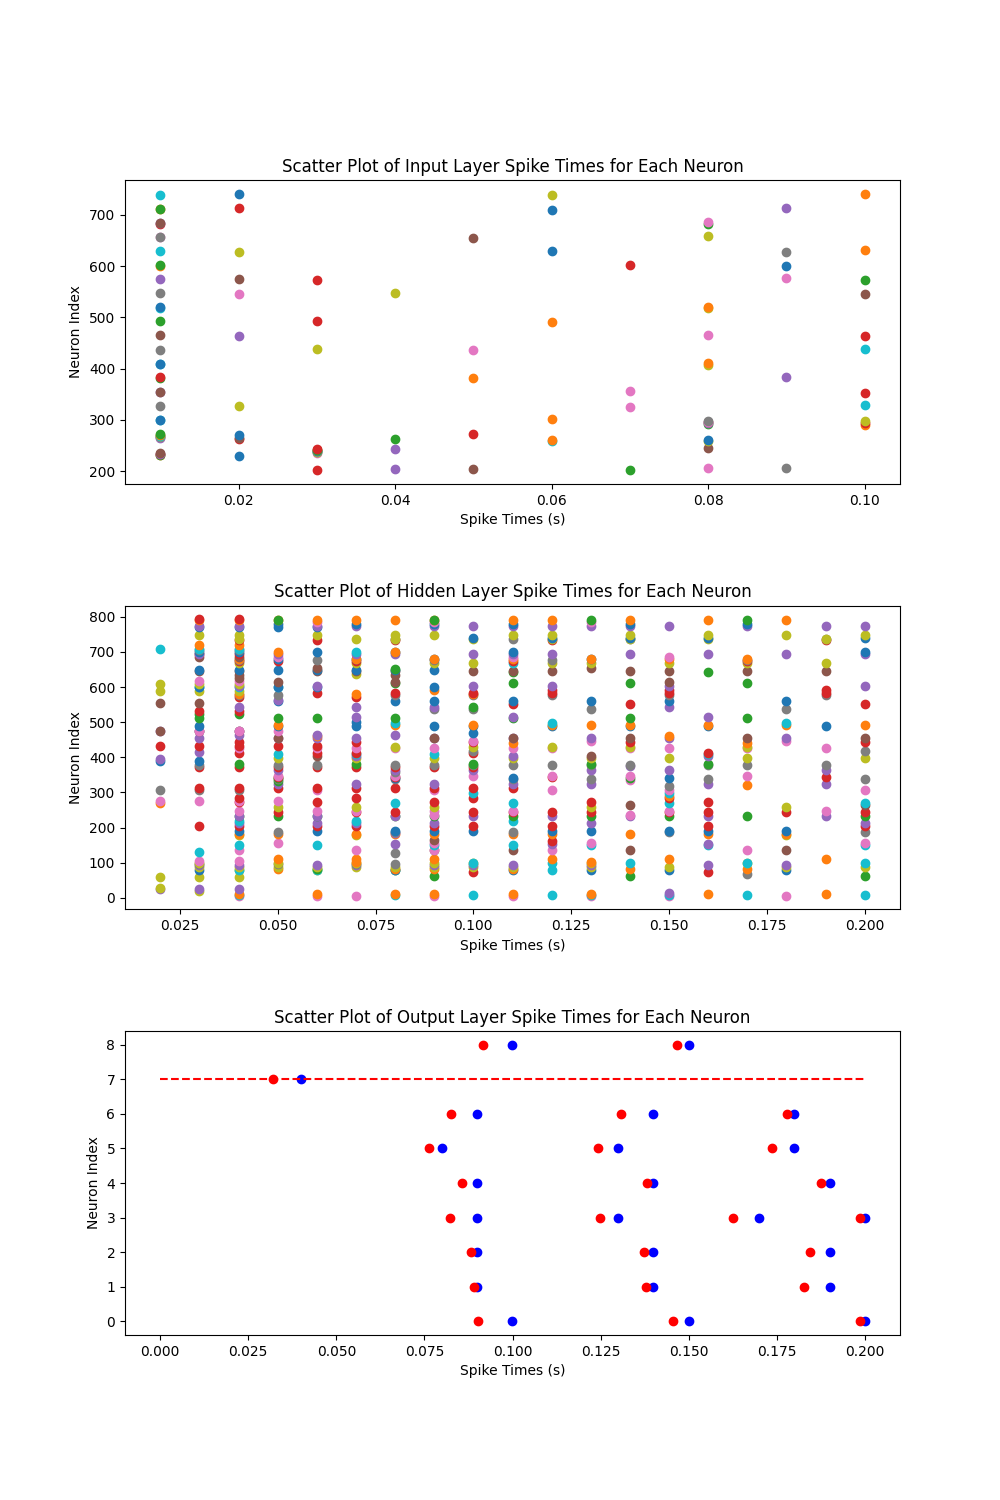 Scatter Plot of Input Layer Spike Times for Each Neuron
700
600
500
400
300
200
Neuron Index
0.02 0.04 0.06 0.08 0.10
Spike Times (s)
Scatter Plot of Hidden Layer Spike Times for Each Neuron
800
700
600
500
400
300
200
100
0
Neuron Index
0.025 0.050 0.075 0.100 0.125 0.150 0.175 0.200
Spike Times (s)
Scatter Plot of Output Layer Spike Times for Each Neuron
8
7
6
5
4
3
2
1
0
Neuron Index
0.000 0.025 0.050 0.075 0.100 0.125 0.150 0.175 0.200
Spike Times (s)